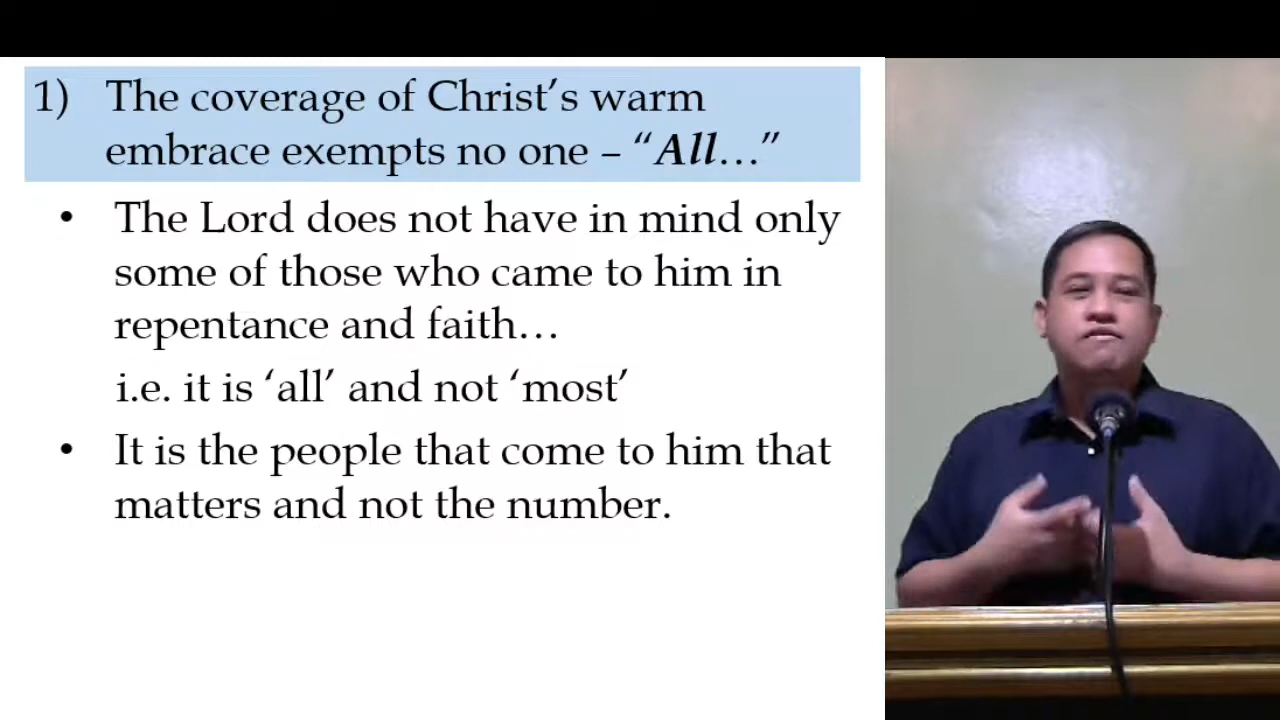 1) The coverage of Christ’s warm
embrace exempts no one – “All…”
• The Lord does not have in mind only
some of those who came to him in
repentance and faith…
i.e. it is ‘all’ and not ‘most’
• It is the people that come to him that
matters and not the number.